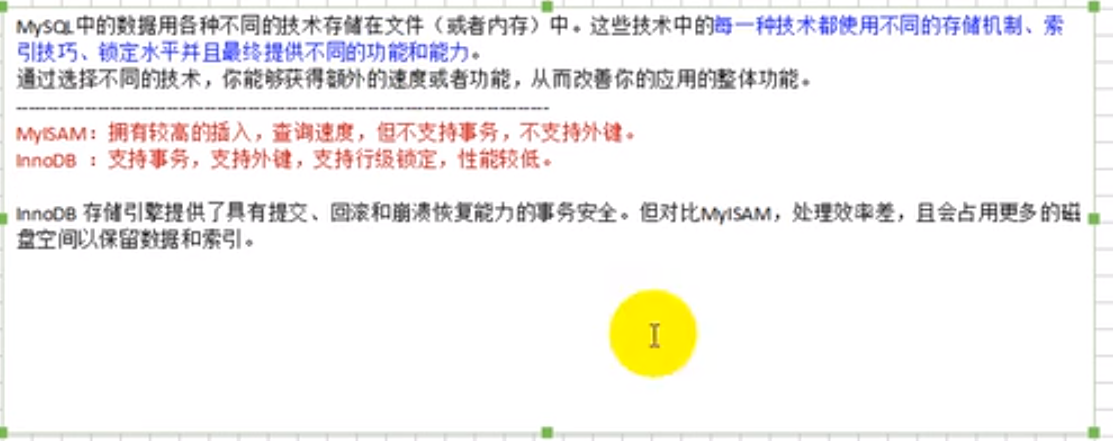 MySQL中的数据用各种不同的技术存储在文件（或者内存）中。这些技术中的每一种技术都使用不同的存储机制、索
引技巧、锁定水平并且最终提供不同的功能和能力。
通过选择不同的技术，你能够获得额外的速度或者功能，从而改善你的应用的整体功能。
--------------------------------------------------------------------------------
MyISAM：拥有较高的插入，查询速度，但不支持事务，不支持外键。
InnoDB ：支持事务，支持外键，支持行级锁定，性能较低。
InnoDB 存储引擎提供了具有提交、回滚和崩溃恢复能力的事务安全。但对比MyISAM，处理效率差，且会占用更多的磁
盘空间以保留数据和索引。